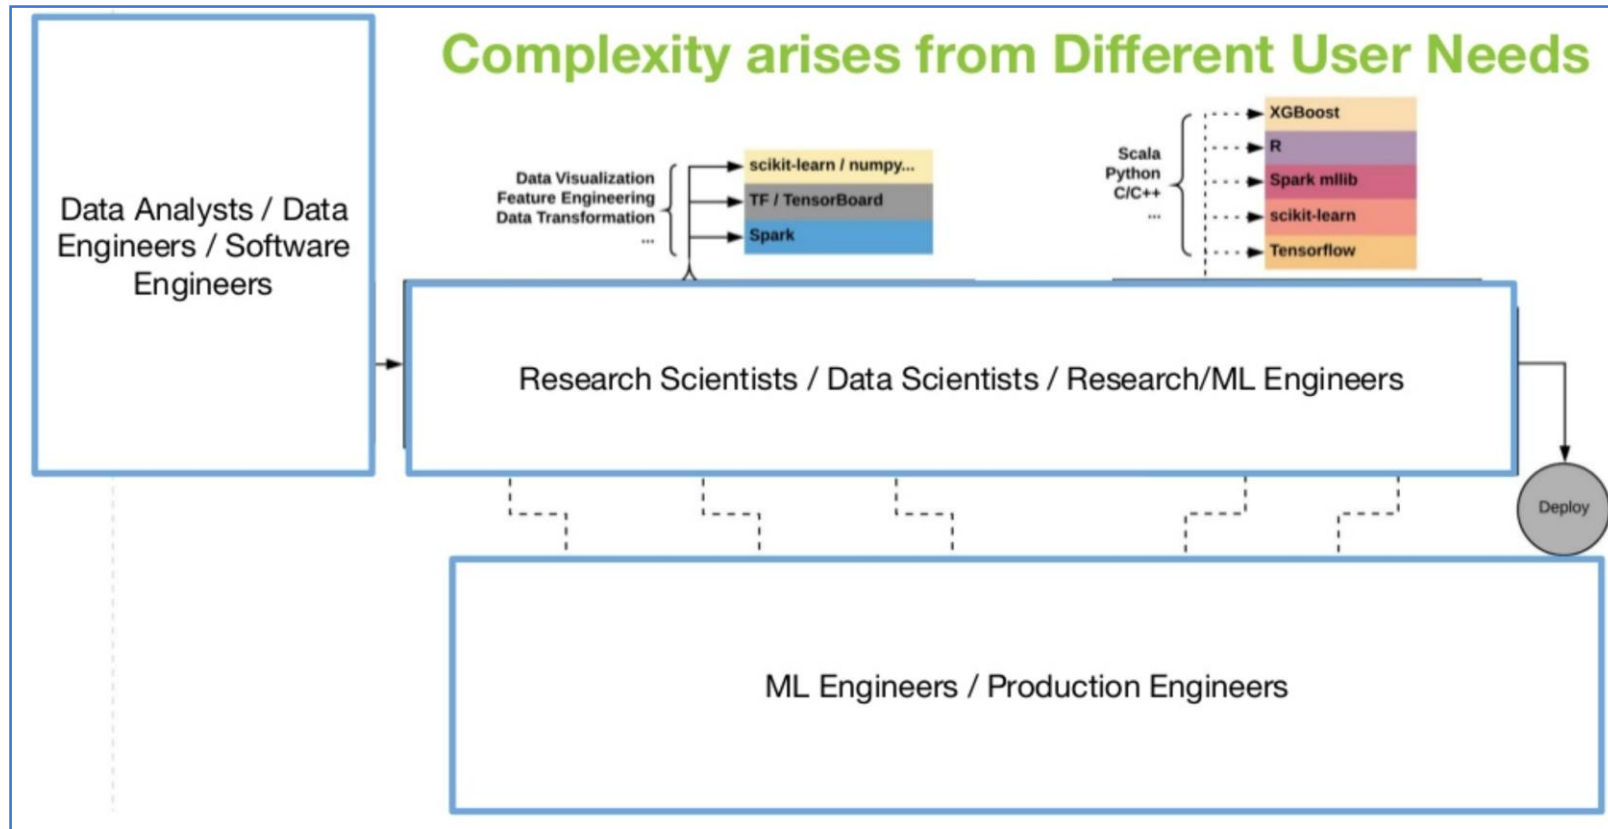 Complexity arises from Different User Needs
Data Analysts / Data
Engineers / Software
Engineers
Data Visualization
Feature Engineering
Data Transformation
...
scikit-learn / numpy...
TF / TensorBoard
Spark
Scala
Python
C/C++
...
XGBoost
R
Spark mllib
scikit-learn
Tensorflow
Research Scientists / Data Scientists / Research/ML Engineers
Deploy
ML Engineers / Production Engineers